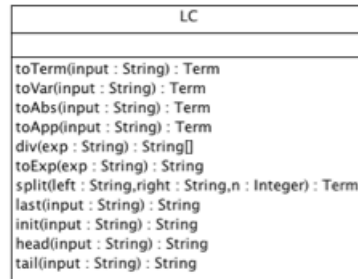 LC
toTerm(input : String) : Term
toVar(input : String) : Term
toAbs(input : String) : Term
toApp(input : String) : Term
div(exp : String) : String[]
toExp(exp : String) : String
split(left : String,right : String,n : Integer) : Term
last(input : String) : String
init(input : String) : String
head(input : String) : String
tail(input : String) : String